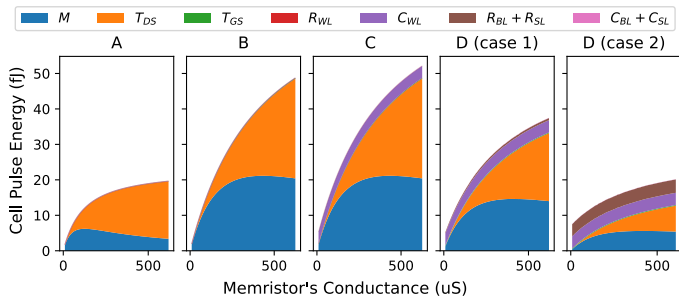 M T_DS T_GS R_WL C_WL R_BL + R_SL C_BL + C_SL
A B C D (case 1) D (case 2)
Cell Pulse Energy (fJ)
50
40
30
20
10
0
0 500 0 500 0 500 0 500 0 500
Memristor's Conductance (uS)